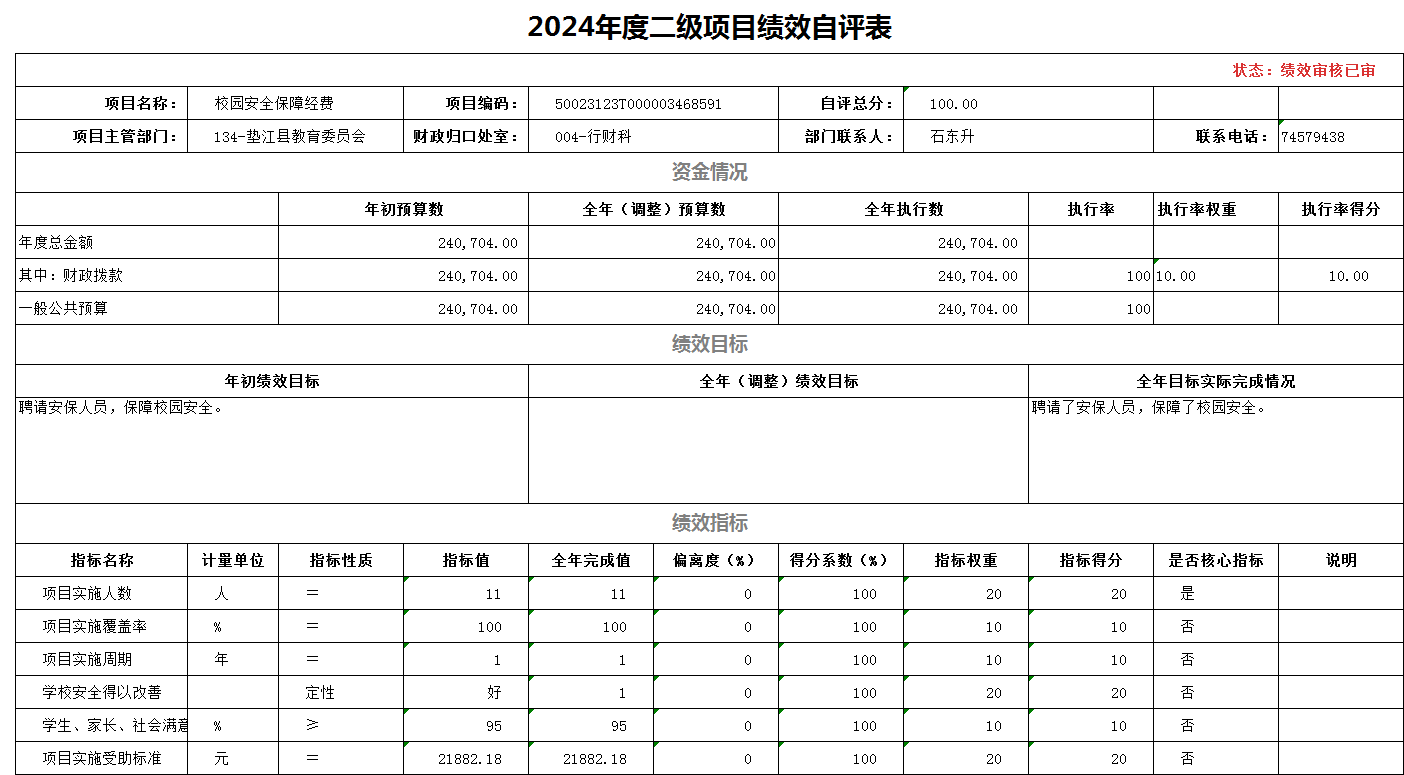 2024年度二级项目绩效自评表
状态：绩效审核已审
项目名称： 校园安全保障经费 项目编码： 50023123T000003468591 自评总分： 100.00
项目主管部门： 134-垫江县教育委员会 财政归口处室： 004-行财科 部门联系人： 石东升 联系电话： 74579438
资金情况
年初预算数 全年（调整）预算数 全年执行数 执行率 执行率权重 执行率得分
年度总金额 240,704.00 240,704.00 240,704.00
其中：财政拨款 240,704.00 240,704.00 240,704.00 100 10.00 10.00
一般公共预算 240,704.00 240,704.00 240,704.00 100
绩效目标
年初绩效目标 全年（调整）绩效目标 全年目标实际完成情况
聘请安保人员，保障校园安全。 聘请了安保人员，保障了校园安全。
绩效指标
指标名称 计量单位 指标性质 指标值 全年完成值 偏离度（%） 得分系数（%） 指标权重 指标得分 是否核心指标 说明
项目实施人数 人 ＝ 11 11 0 100 20 20 是
项目实施覆盖率 % ＝ 100 100 0 100 10 10 否
项目实施周期 年 ＝ 1 1 0 100 10 10 否
学校安全得以改善 定性 好 1 0 100 20 20 否
学生、家长、社会满意 % ≥ 95 95 0 100 10 10 否
项目实施受助标准 元 ＝ 21882.18 21882.18 0 100 20 20 否